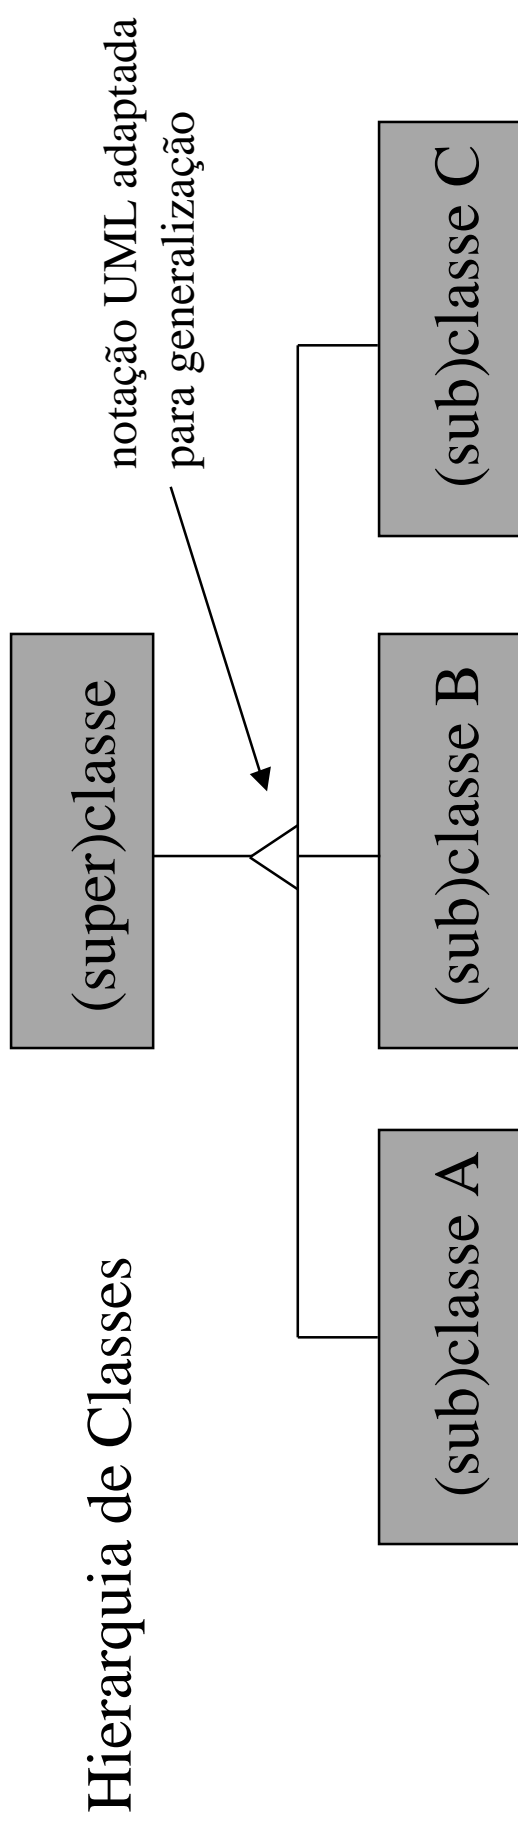 Hierarquia de Classes
(super)classe
notação UML adaptada
para generalização
(sub)classe A
(sub)classe B
(sub)classe C